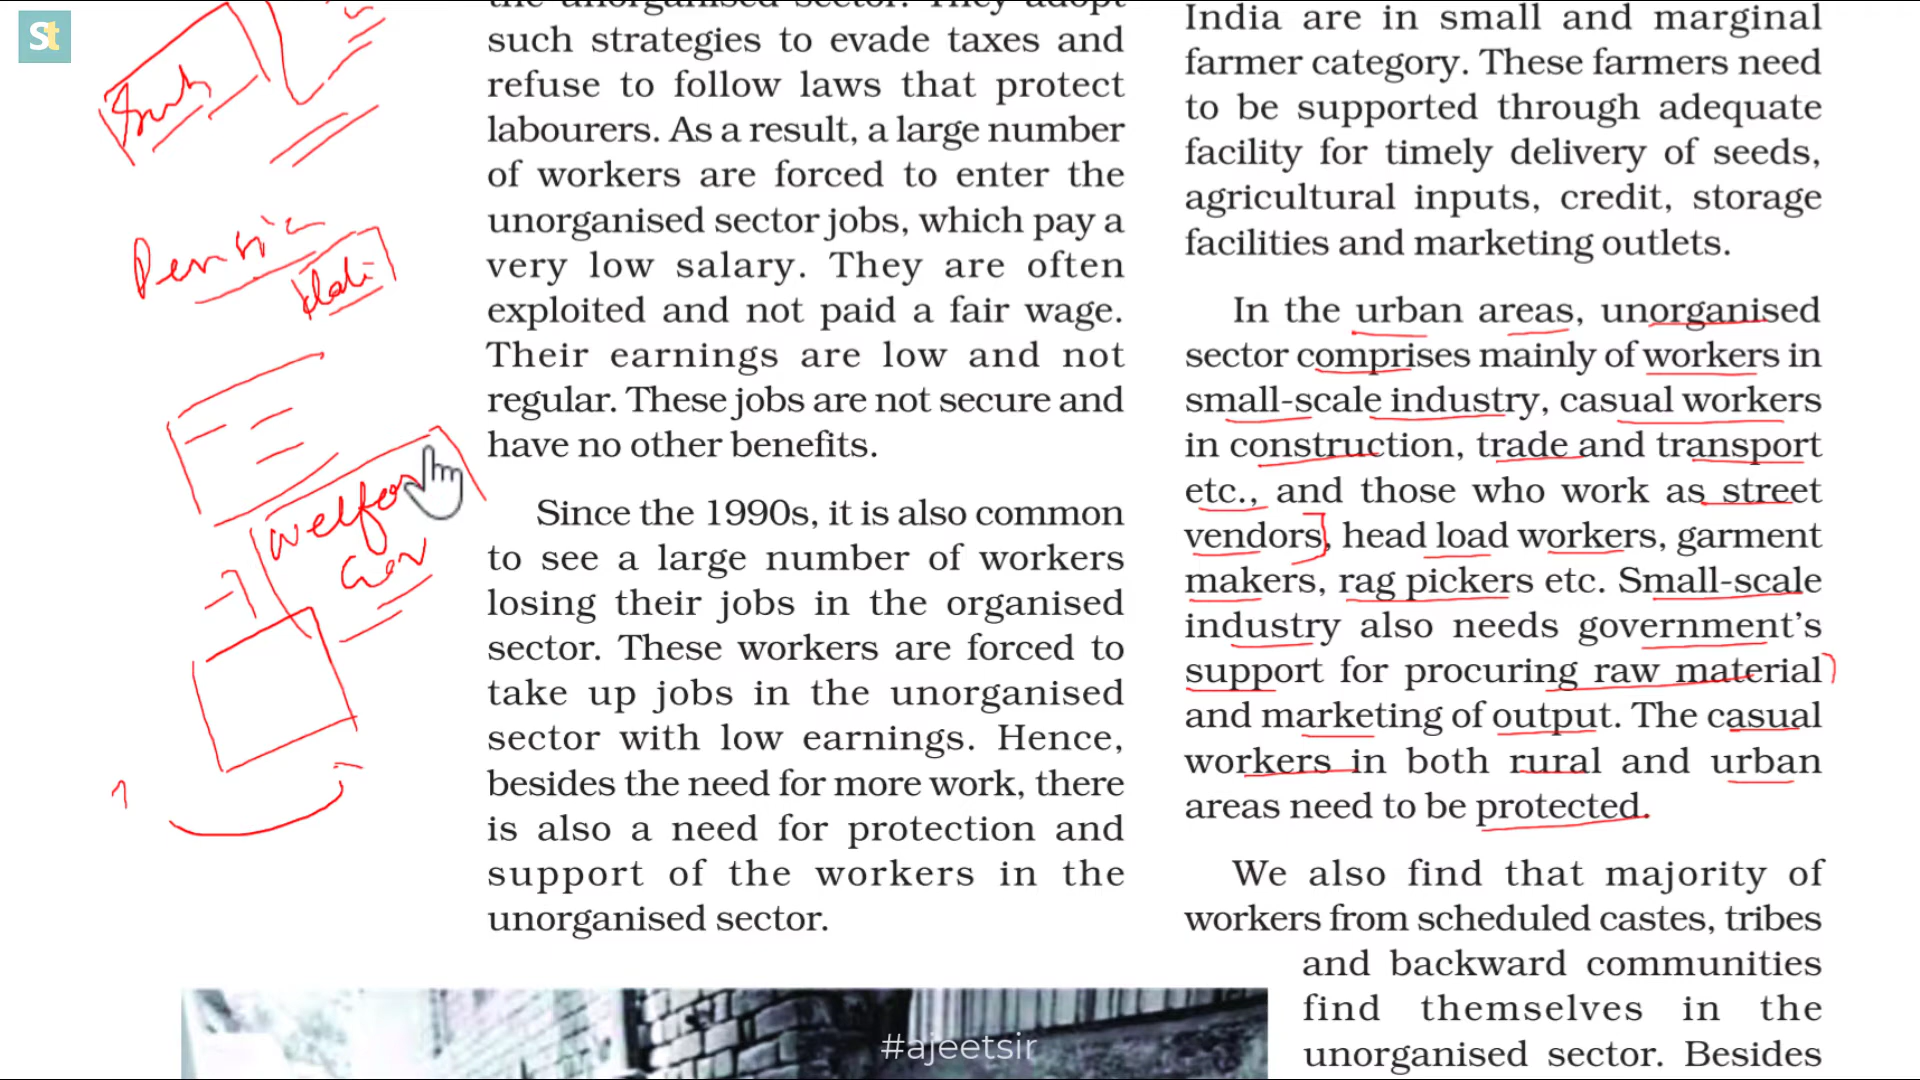 St
the unorganised sector. They adopt
such strategies to evade taxes and
refuse to follow laws that protect
labourers. As a result, a large number
of workers are forced to enter the
unorganised sector jobs, which pay a
very low salary. They are often
exploited and not paid a fair wage.
Their earnings are low and not
regular. These jobs are not secure and
have no other benefits.
Since the 1990s, it is also common
to see a large number of workers
losing their jobs in the organised
sector. These workers are forced to
take up jobs in the unorganised
sector with low earnings. Hence,
besides the need for more work, there
is also a need for protection and
support of the workers in the
unorganised sector.
India are in small and marginal
farmer category. These farmers need
to be supported through adequate
facility for timely delivery of seeds,
agricultural inputs, credit, storage
facilities and marketing outlets.
In the urban areas, unorganised
sector comprises mainly of workers in
small-scale industry, casual workers
in construction, trade and transport
etc., and those who work as street
vendors, head load workers, garment
makers, rag pickers etc. Small-scale
industry also needs government's
support for procuring raw material
and marketing of output. The casual
workers in both rural and urban
areas need to be protected.
We also find that majority of
workers from scheduled castes, tribes
and backward communities
find themselves in the
unorganised sector. Besides
#ajeetsir